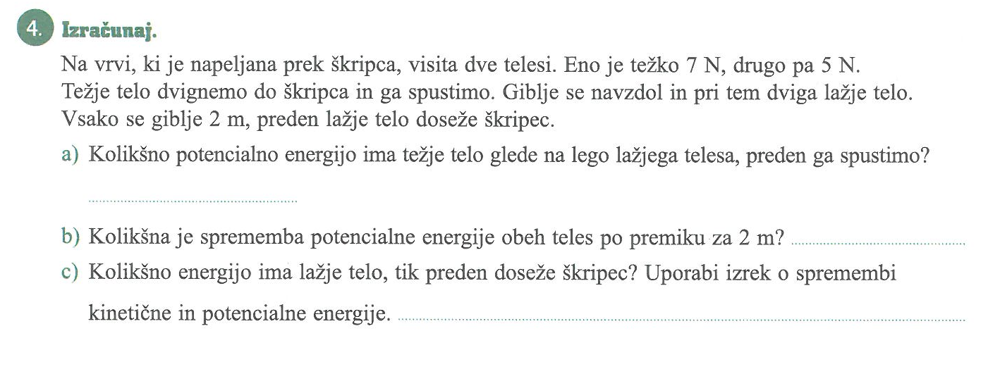 4. Izračunaj.
Na vrvi, ki je napeljana prek škripca, visita dve telesi. Eno je težko 7 N, drugo pa 5 N.
Težje telo dvignemo do škripca in ga spustimo. Giblje se navzdol in pri tem dviga lažje telo.
Vsako se giblje 2 m, preden lažje telo doseže škripec.
a) Kolikšno potencialno energijo ima težje telo glede na lego lažjega telesa, preden ga spustimo?
b) Kolikšna je sprememba potencialne energije obeh teles po premiku za 2 m?
c) Kolikšno energijo ima lažje telo, tik preden doseže škripec? Uporabi izrek o spremembi
kinetične in potencialne energije.